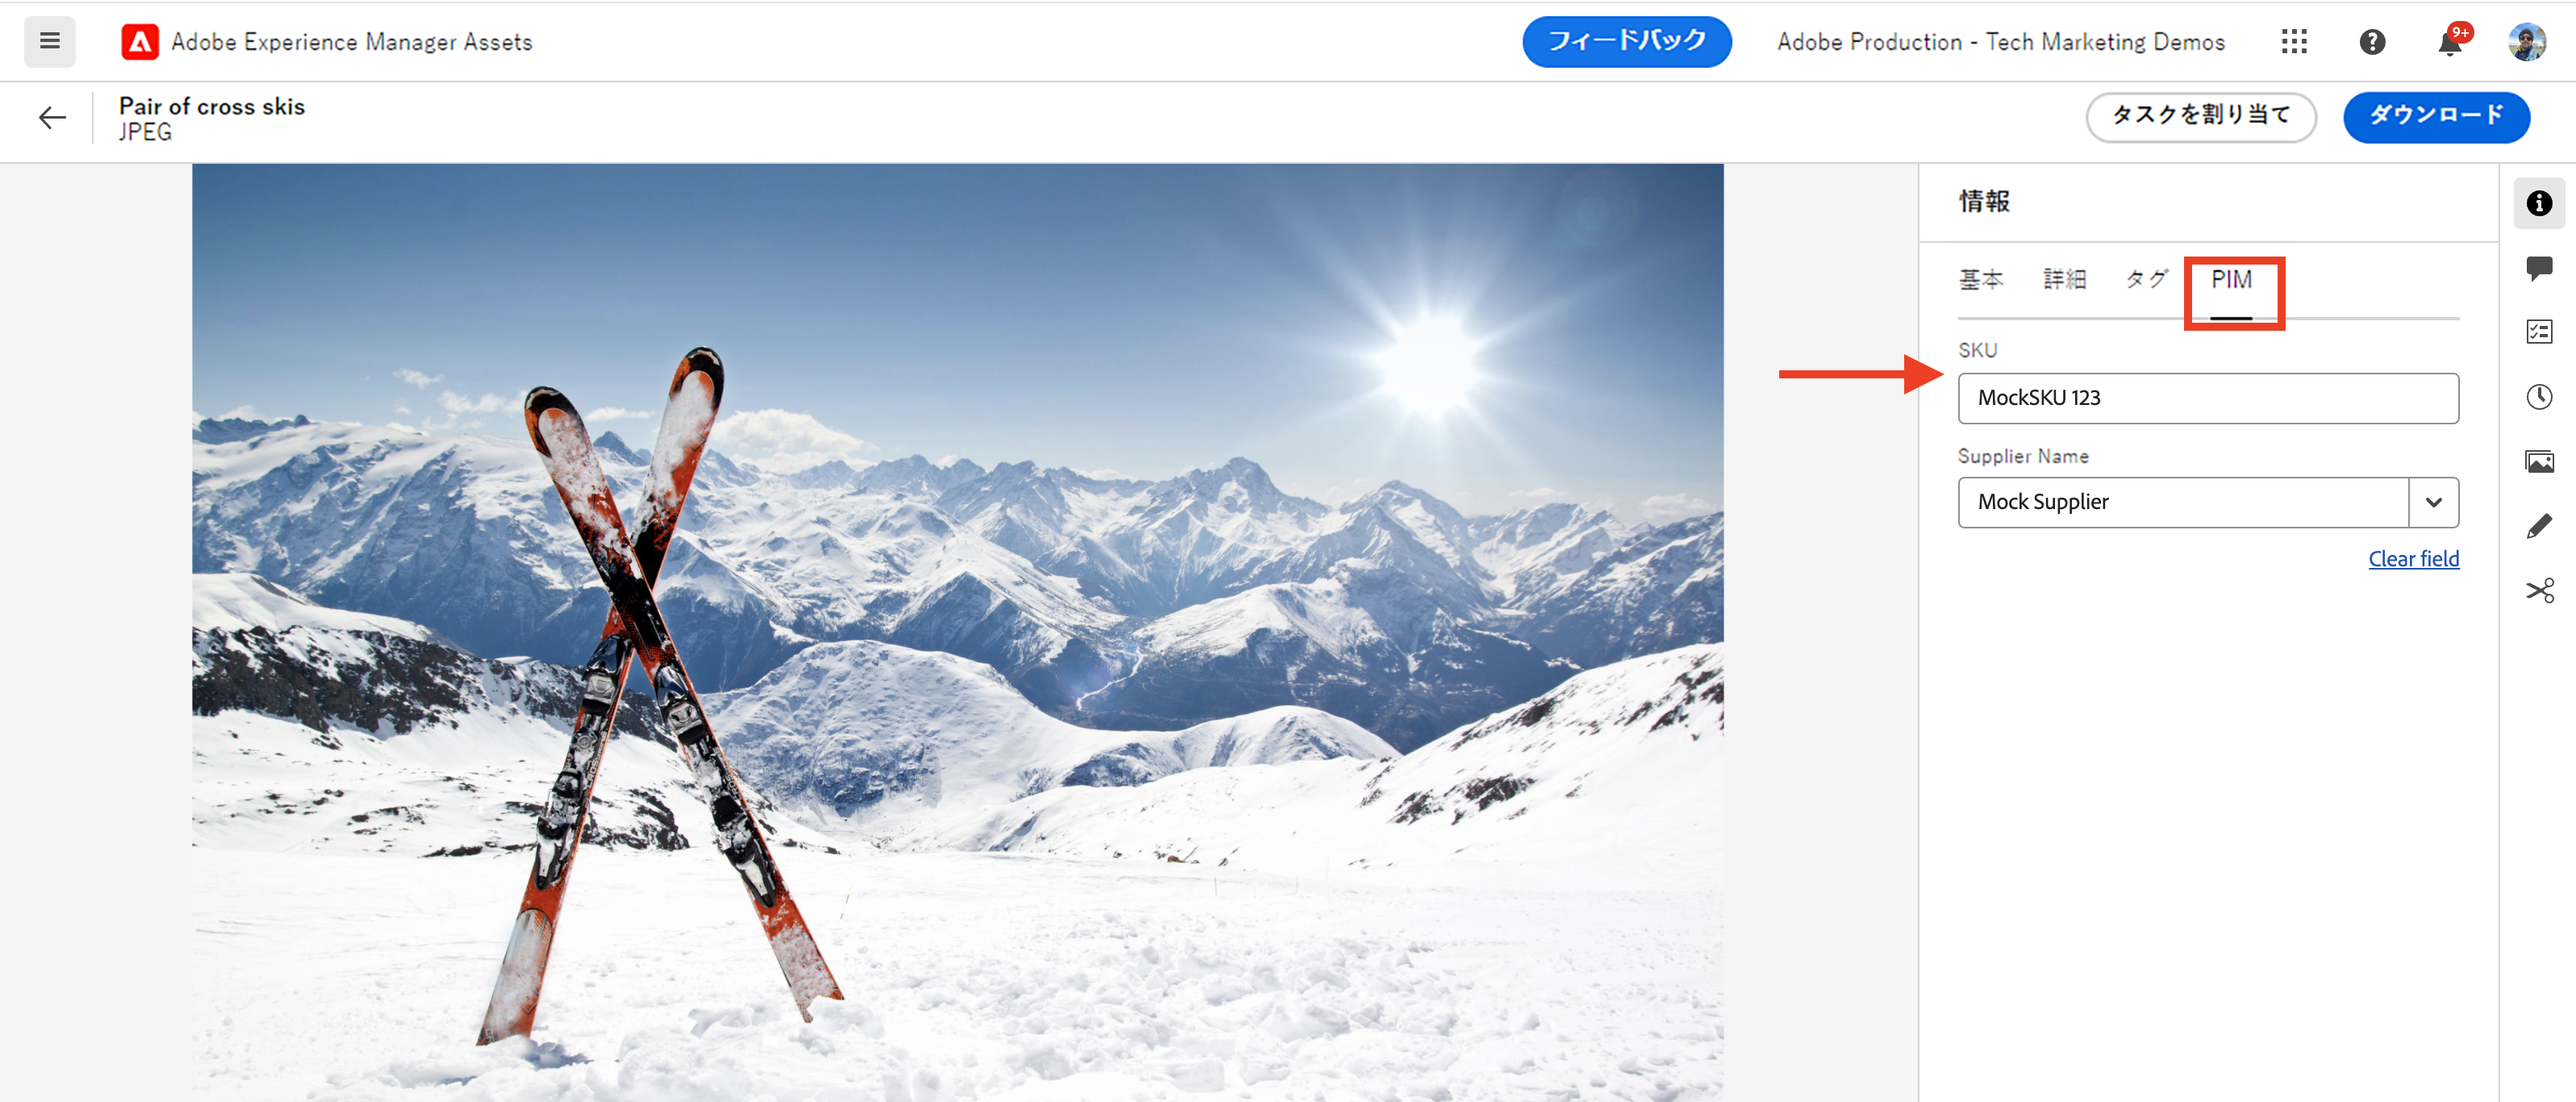 Adobe Experience Manager Assets
フィードバック
Adobe Production - Tech Marketing Demos
9+
Pair of cross skis
JPEG
タスクを割り当て
ダウンロード
情報
基本 詳細 タグ PIM
SKU
MockSKU 123
Supplier Name
Mock Supplier
Clear field